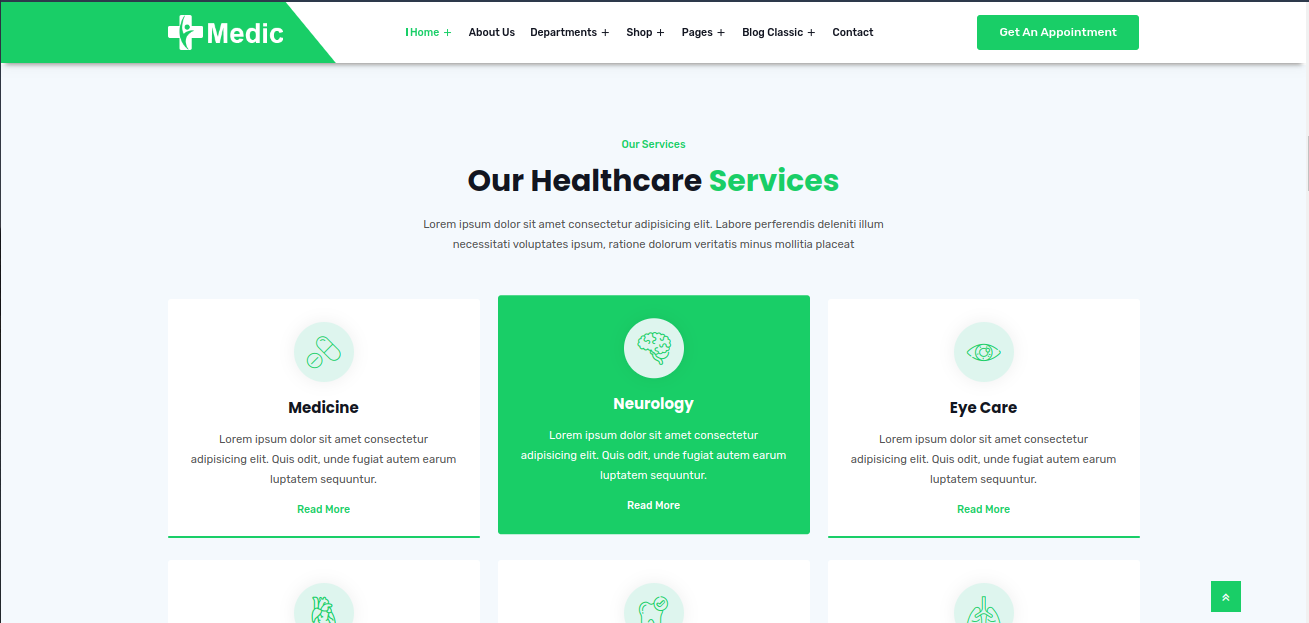 Medic
Home + About Us Departments + Shop + Pages + Blog Classic + Contact
Get An Appointment
Our Services
Our Healthcare Services
Lorem ipsum dolor sit amet consectetur adipisicing elit. Labore perferendis deleniti illum
necessitati voluptates ipsum, ratione dolorum veritatis minus mollitia placeat
Medicine
Lorem ipsum dolor sit amet consectetur
adipisicing elit. Quis odit, unde fugiat autem earum
luptatem sequuntur.
Read More
Neurology
Lorem ipsum dolor sit amet consectetur
adipisicing elit. Quis odit, unde fugiat autem earum
luptatem sequuntur.
Read More
Eye Care
Lorem ipsum dolor sit amet consectetur
adipisicing elit. Quis odit, unde fugiat autem earum
luptatem sequuntur.
Read More